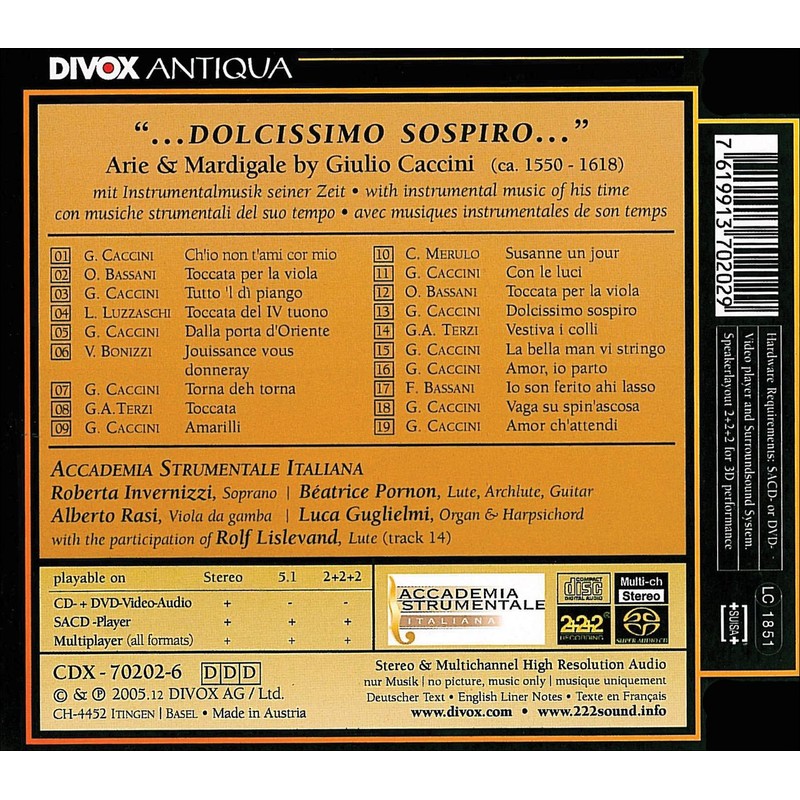 DIVOX ANTIQUA
“...DOLCISSIMO SOSPIRO...”
Arie & Mardigale by Giulio Caccini (ca. 1550 - 1618)
mit Instrumentalmusik seiner Zeit • with instrumental music of his time
con musiche strumentali del suo tempo • avec musiques instrumentales de son temps
01 G. CACCINI Ch'io non t'ami cor mio
02 O. BASSANI Toccata per la viola
03 G. CACCINI Tutto 'l dì piango
04 L. LUZZASCHI Toccata del IV tuono
05 G. CACCINI Dalla porta d'Oriente
06 V. BONIZZI Jouissance vous
donneray
07 G. CACCINI Torna deh torna
08 G.A.TERZI Toccata
09 G. CACCINI Amarilli
10 C. MERULO Susanne un jour
11 G. CACCINI Con le luci
12 O. BASSANI Toccata per la viola
13 G. CACCINI Dolcissimo sospiro
14 G.A. TERZI Vestiva i colli
15 G. CACCINI La bella man vi stringo
16 G. CACCINI Amor, io parto
17 F. BASSANI Io son ferito ahi lasso
18 G. CACCINI Vaga su spin'ascosa
19 G. CACCINI Amor ch'attendi
ACCADEMIA STRUMENTALE ITALIANA
Roberta Invernizzi, Soprano | Béatrice Pornon, Lute, Archlute, Guitar
Alberto Rasi, Viola da gamba | Luca Guglielmi, Organ & Harpsichord
with the participation of Rolf Lislevand, Lute (track 14)
playable on Stereo 5.1 2+2+2
CD- + DVD-Video-Audio + - -
SACD -Player + + +
Multiplayer (all formats) + + +
ACCADEMIA
STRUMENTALE
ITALIANA
COMPACT
disc
DIGITAL AUDIO
Multi-ch
Stereo
2+2+2
RECORDING
SUPER AUDIO CD
CDX - 70202-6 DDD
© & ℗ 2005.12 DIVOX AG / Ltd.
CH-4452 ITINGEN | BASEL • Made in Austria
Stereo & Multichannel High Resolution Audio
nur Musik | no picture, music only | musique uniquement
Deutscher Text • English Liner Notes • Texte en Français
www.divox.com • www.222sound.info
7 619913 702029
Hardware Requirements: SACD- or DVD-
Video player and Surroundsound System.
Speakerlayout 2+2+2 for 3D performance
SUISA
LC 1851